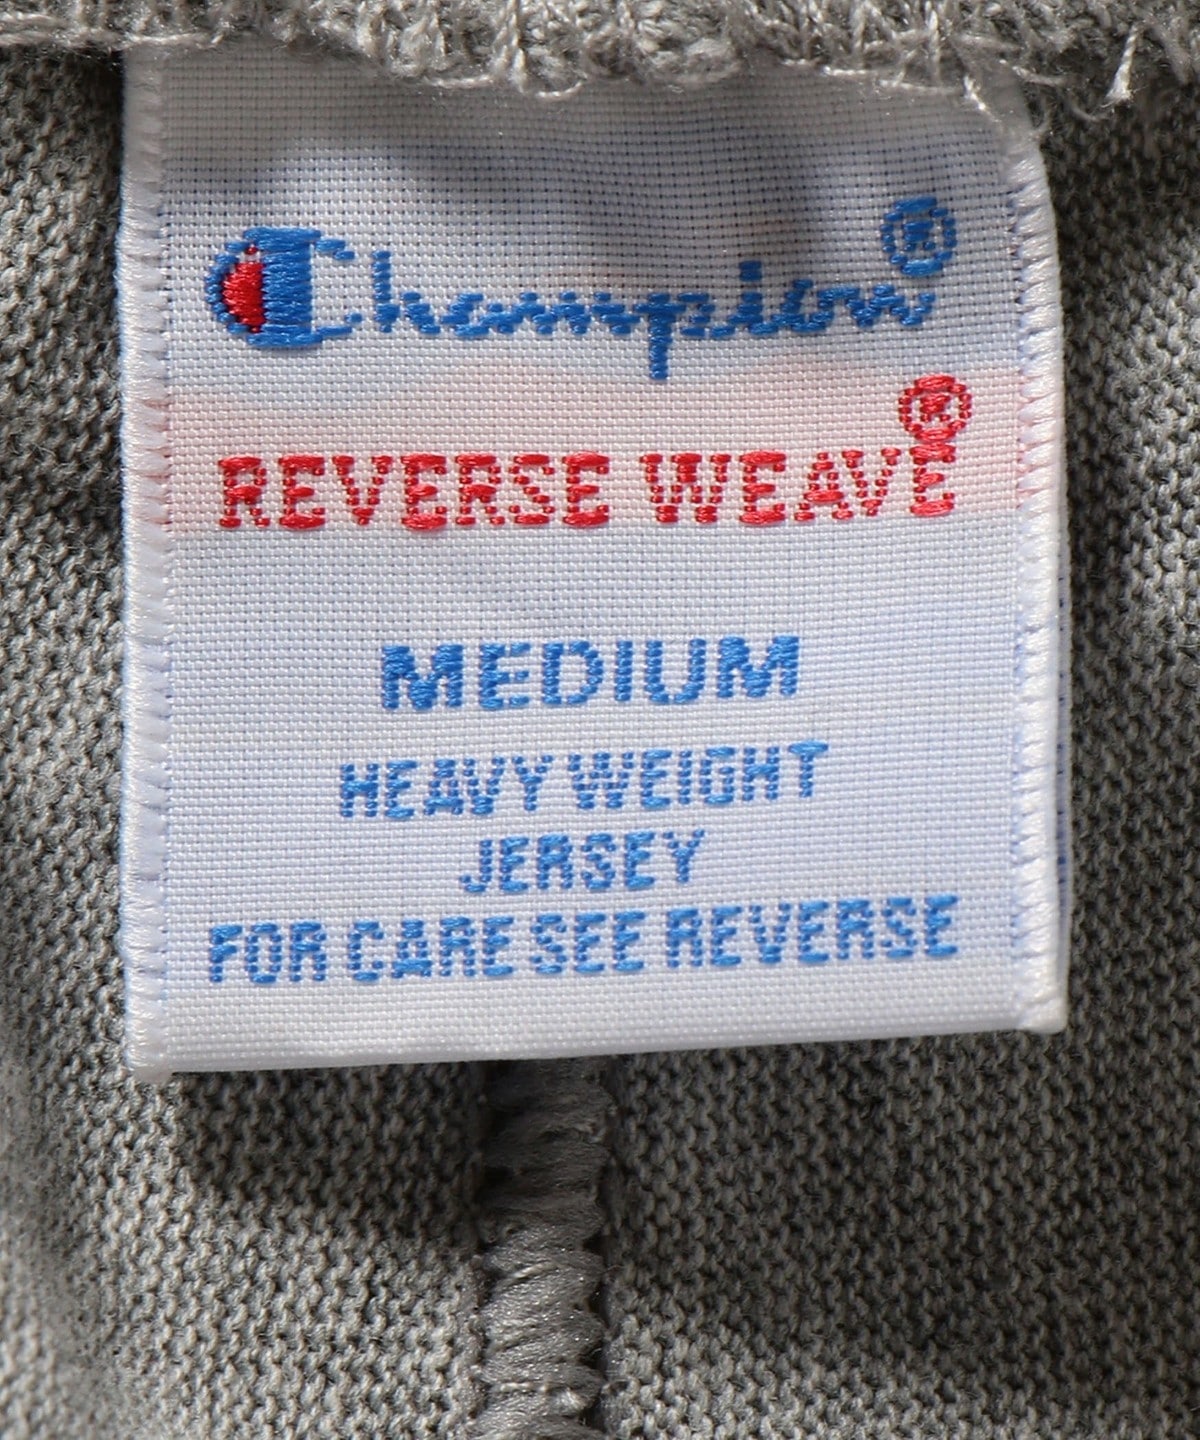 Champion®
REVERSE WEAVE®
MEDIUM
HEAVY WEIGHT
JERSEY
FOR CARE SEE REVERSE